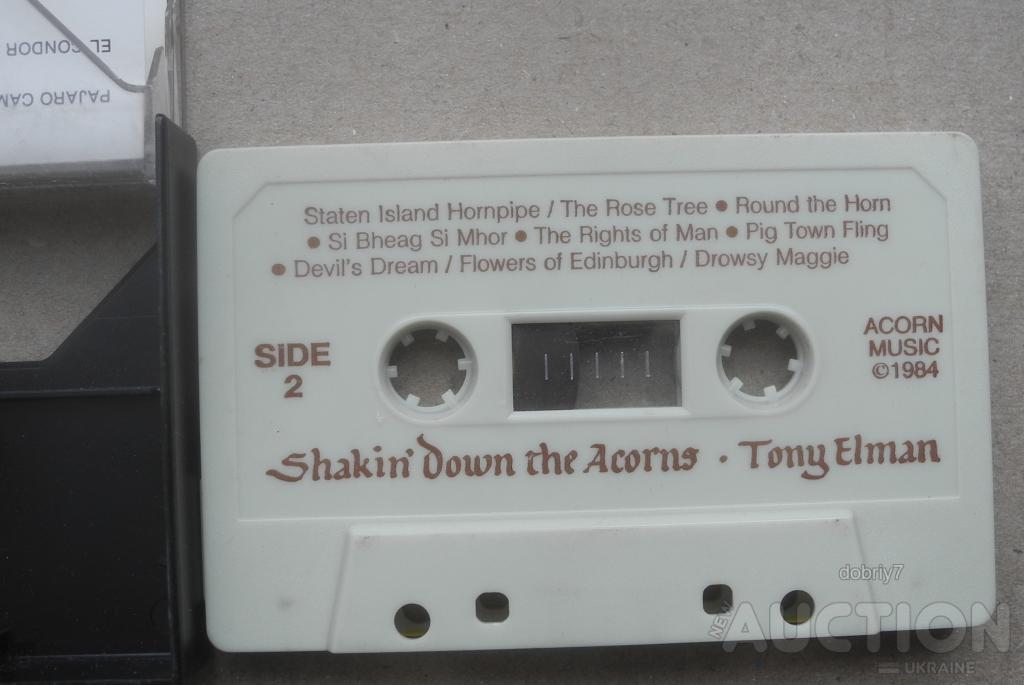 EL CONDOR
PAJARO CAM
Staten Island Hornpipe / The Rose Tree • Round the Horn
• Si Bheag Si Mhor • The Rights of Man • Pig Town Fling
• Devil's Dream / Flowers of Edinburgh / Drowsy Maggie
SiDE
2
ACORN
MUSIC
©1984
Shakin' Down the Acorns · Tony Elman
dobriy7
NEW
AUCTION
UKRAINE